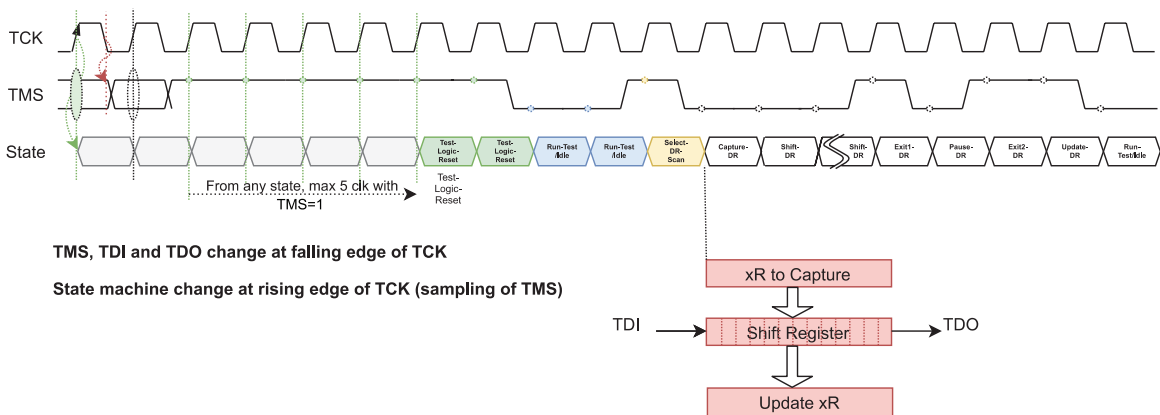 TCK
TMS
State
Test-
Logic-
Reset
Test-
Logic-
Reset
Run-Test
/Idle
Run-Test
/Idle
Select-
DR-
Scan
Capture-
DR
Shift-
DR
Shift-
DR
Exit1-
DR
Pause-
DR
Exit2-
DR
Update-
DR
Run-
Test/Idle
From any state, max 5 clk with
TMS=1
Test-
Logic-
Reset
TMS, TDI and TDO change at falling edge of TCK
State machine change at rising edge of TCK (sampling of TMS)
xR to Capture
TDI
Shift Register
TDO
Update xR